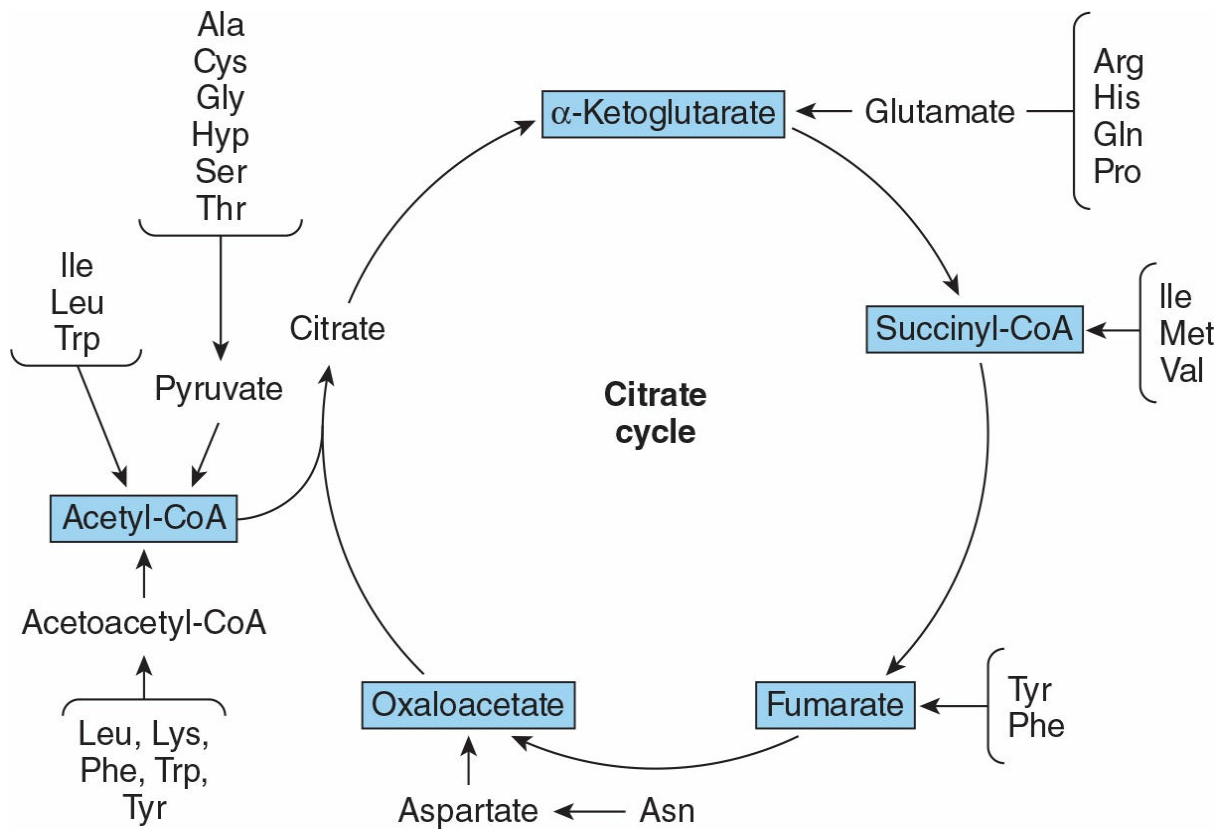 Ala
Cys
Gly
Hyp
Ser
Thr
α-Ketoglutarate
Glutamate
Arg
His
Gln
Pro
Ile
Leu
Trp
Pyruvate
Citrate
Citrate
cycle
Succinyl-CoA
Ile
Met
Val
Acetyl-CoA
Acetoacetyl-CoA
Leu, Lys,
Phe, Trp,
Tyr
Oxaloacetate
Fumarate
Tyr
Phe
Aspartate
Asn